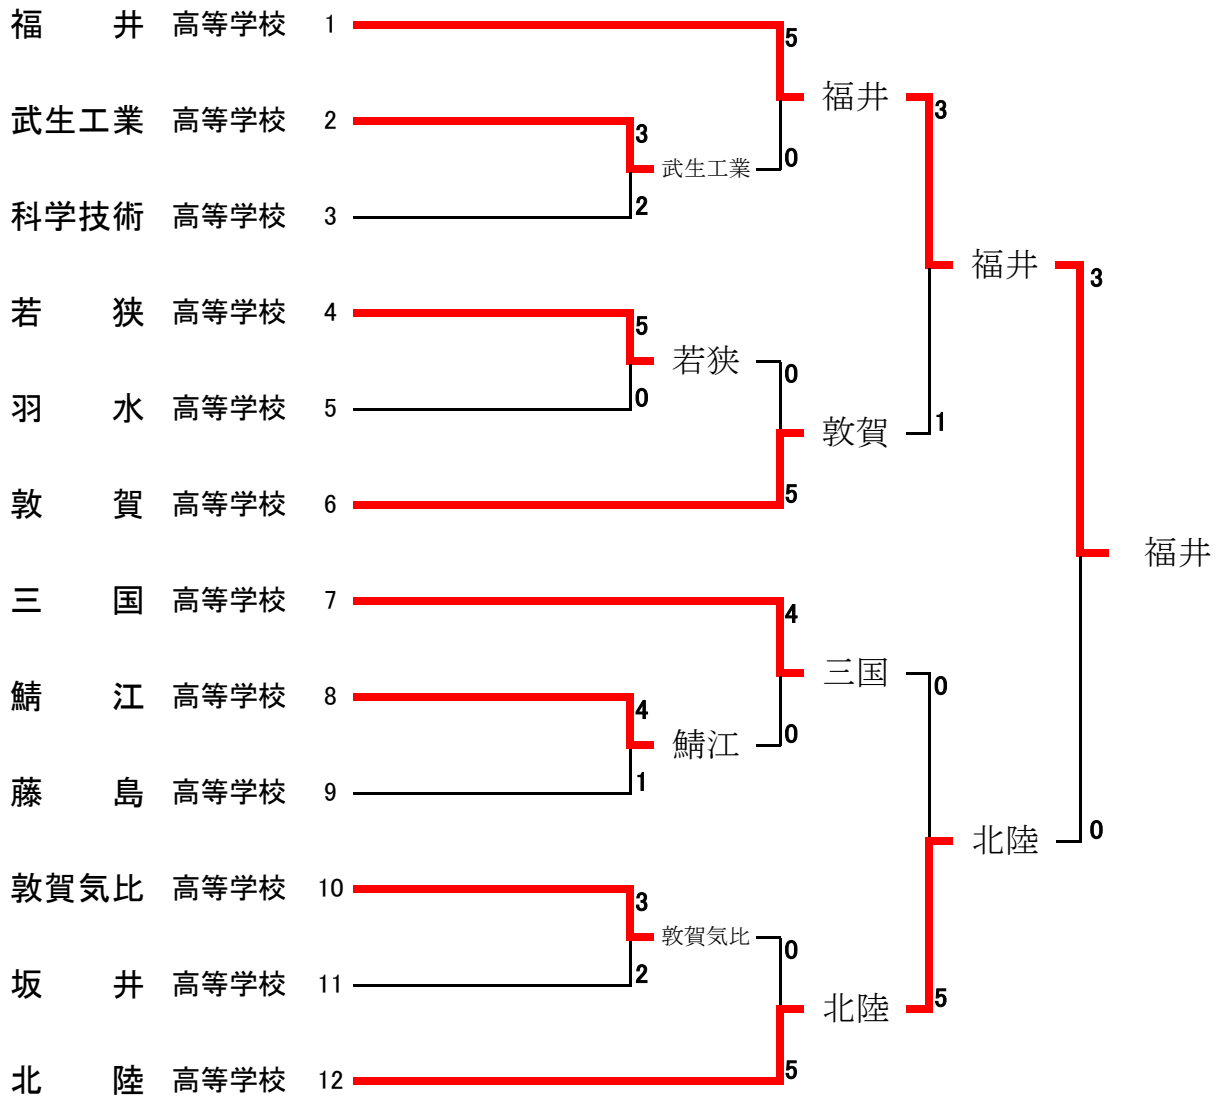 福井 高等学校 1
5
福井
3
武生工業 高等学校 2
3
武生工業
0
2
科学技術 高等学校 3
福井
3
若狭 高等学校 4
5
若狭
0
0
羽水 高等学校 5
敦賀
1
敦賀 高等学校 6
5
福井
三国 高等学校 7
4
三国
0
鯖江 高等学校 8
4
鯖江
0
1
藤島 高等学校 9
北陸
0
敦賀気比 高等学校 10
3
敦賀気比
0
2
坂井 高等学校 11
北陸
5
北陸 高等学校 12
5